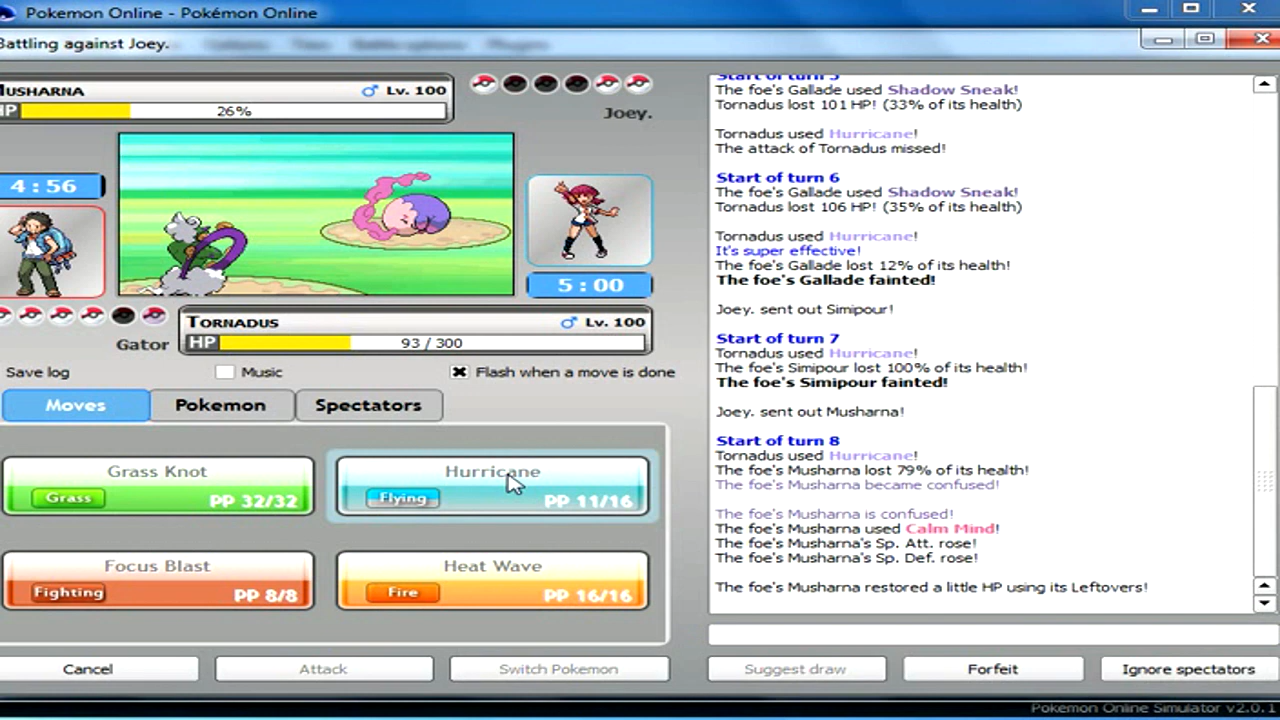 Pokemon Online - Pokémon Online
Battling against Joey.
MUSHARNA
Lv. 100
HP
26%
Joey.
4:56
5:00
TORNADUS
Lv. 100
Gator
HP
93 / 300
Save log
Music
Flash when a move is done
Moves
Pokemon
Spectators
Grass Knot
Grass
PP 32/32
Hurricane
Flying
PP 11/16
Focus Blast
Fighting
PP 8/8
Heat Wave
Fire
PP 16/16
Cancel
Attack
Switch Pokemon
Start of turn 5
The foe's Gallade used Shadow Sneak!
Tornadus lost 101 HP! (33% of its health)
Tornadus used Hurricane!
The attack of Tornadus missed!
Start of turn 6
The foe's Gallade used Shadow Sneak!
Tornadus lost 106 HP! (35% of its health)
Tornadus used Hurricane!
It's super effective!
The foe's Gallade lost 12% of its health!
The foe's Gallade fainted!
Joey. sent out Simipour!
Start of turn 7
Tornadus used Hurricane!
The foe's Simipour lost 100% of its health!
The foe's Simipour fainted!
Joey. sent out Musharna!
Start of turn 8
Tornadus used Hurricane!
The foe's Musharna lost 79% of its health!
The foe's Musharna became confused!
The foe's Musharna is confused!
The foe's Musharna used Calm Mind!
The foe's Musharna's Sp. Att. rose!
The foe's Musharna's Sp. Def. rose!
The foe's Musharna restored a little HP using its Leftovers!
Suggest draw
Forfeit
Ignore spectators
Pokemon Online Simulator v2.0.1